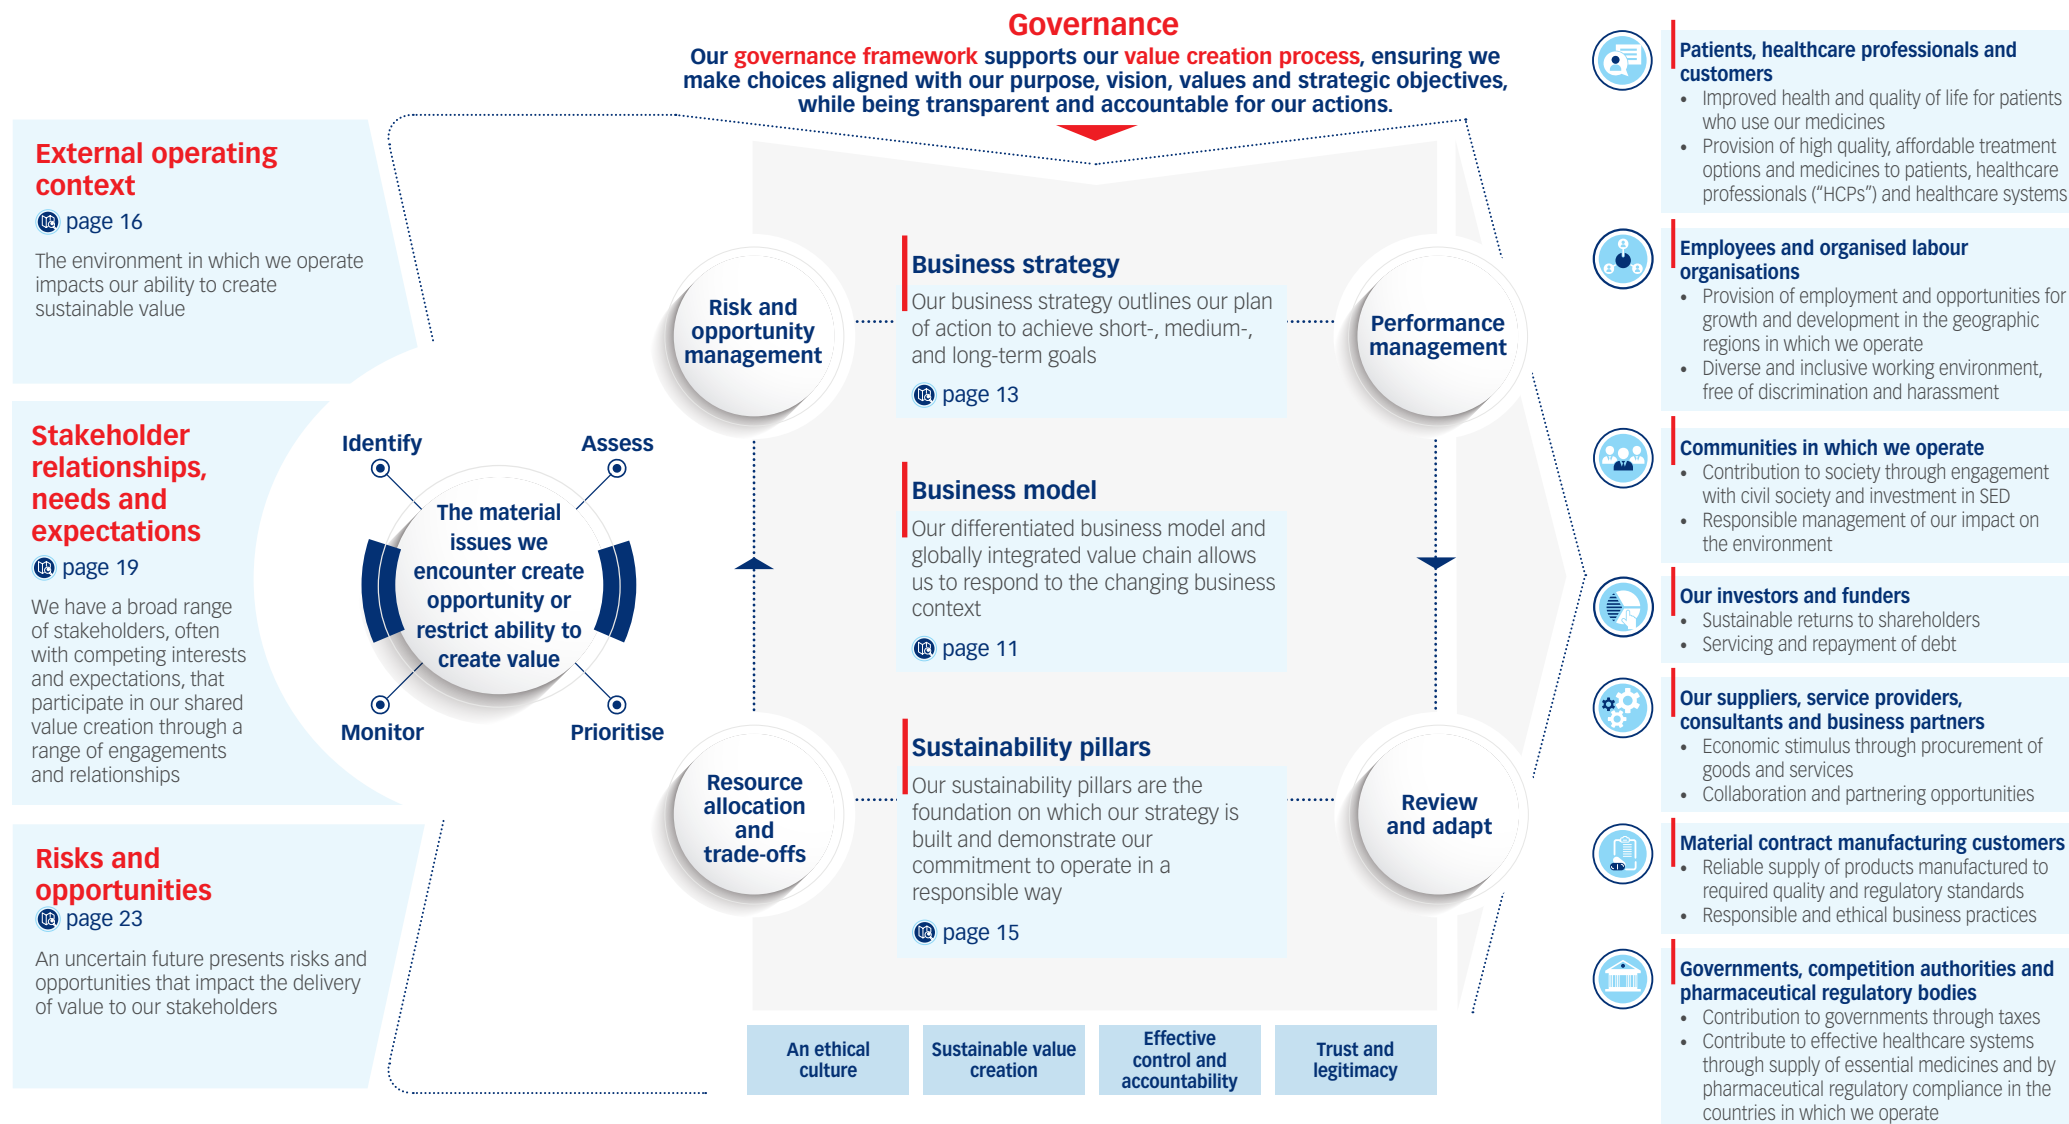 Governance
Our governance framework supports our value creation process, ensuring we
make choices aligned with our purpose, vision, values and strategic objectives,
while being transparent and accountable for our actions.
External operating
context
page 16
The environment in which we operate
impacts our ability to create
sustainable value
Stakeholder
relationships,
needs and
expectations
page 19
We have a broad range
of stakeholders, often
with competing interests
and expectations, that
participate in our shared
value creation through a
range of engagements
and relationships
Risks and
opportunities
page 23
An uncertain future presents risks and
opportunities that impact the delivery
of value to our stakeholders
Identify
Assess
The material
issues we
encounter create
opportunity or
restrict ability to
create value
Monitor
Prioritise
Risk and
opportunity
management
Resource
allocation
and
trade-offs
Business strategy
Our business strategy outlines our plan
of action to achieve short-, medium-,
and long-term goals
page 13
Business model
Our differentiated business model and
globally integrated value chain allows
us to respond to the changing business
context
page 11
Sustainability pillars
Our sustainability pillars are the
foundation on which our strategy is
built and demonstrate our
commitment to operate in a
responsible way
page 15
Performance
management
Review
and adapt
An ethical
culture
Sustainable value
creation
Effective
control and
accountability
Trust and
legitimacy
Patients, healthcare professionals and
customers
• Improved health and quality of life for patients
who use our medicines
• Provision of high quality, affordable treatment
options and medicines to patients, healthcare
professionals (“HCPs”) and healthcare systems
Employees and organised labour
organisations
• Provision of employment and opportunities for
growth and development in the geographic
regions in which we operate
• Diverse and inclusive working environment,
free of discrimination and harassment
Communities in which we operate
• Contribution to society through engagement
with civil society and investment in SED
• Responsible management of our impact on
the environment
Our investors and funders
• Sustainable returns to shareholders
• Servicing and repayment of debt
Our suppliers, service providers,
consultants and business partners
• Economic stimulus through procurement of
goods and services
• Collaboration and partnering opportunities
Material contract manufacturing customers
• Reliable supply of products manufactured to
required quality and regulatory standards
• Responsible and ethical business practices
Governments, competition authorities and
pharmaceutical regulatory bodies
• Contribution to governments through taxes
• Contribute to effective healthcare systems
through supply of essential medicines and by
pharmaceutical regulatory compliance in the
countries in which we operate